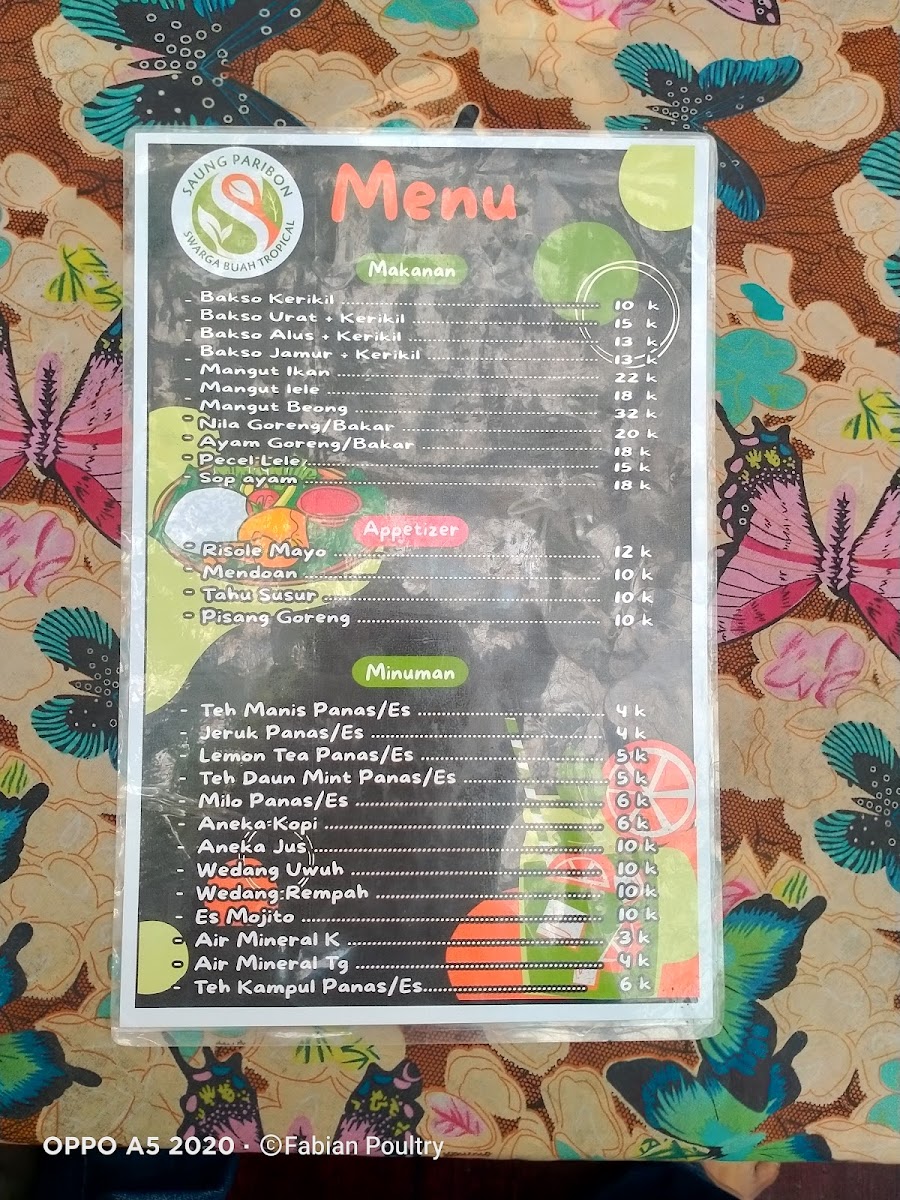 SAUNG PARIBON
SWARGA BUAH TROPICAL
Menu
Makanan
- Bakso Kerikil ........ 10 k
- Bakso Urat + Kerikil ........ 15 k
- Bakso Alus + Kerikil ........ 13 k
- Bakso Jamur + Kerikil ........ 13 k
- Mangut Ikan ........ 22 k
- Mangut lele ........ 18 k
- Mangut Beong ........ 32 k
- Nila Goreng/Bakar ........ 20 k
- Ayam Goreng/Bakar ........ 18 k
- Pecel Lele ........ 15 k
- Sop ayam ........ 18 k
Appetizer
- Risole Mayo ........ 12 k
- Mendoan ........ 10 k
- Tahu Susur ........ 10 k
- Pisang Goreng ........ 10 k
Minuman
- Teh Manis Panas/Es ........ 4 k
- Jeruk Panas/Es ........ 4 k
- Lemon Tea Panas/Es ........ 5 k
- Teh Daun Mint Panas/Es ........ 5 k
- Milo Panas/Es ........ 6 k
- Aneka Kopi ........ 6 k
- Aneka Jus ........ 10 k
- Wedang Uwuh ........ 10 k
- Wedang Rempah ........ 10 k
- Es Mojito ........ 10 k
- Air Mineral K ........ 3 k
- Air Mineral Tg ........ 4 k
- Teh Kampul Panas/Es ........ 6 k
OPPO A5 2020 · ©Fabian Poultry